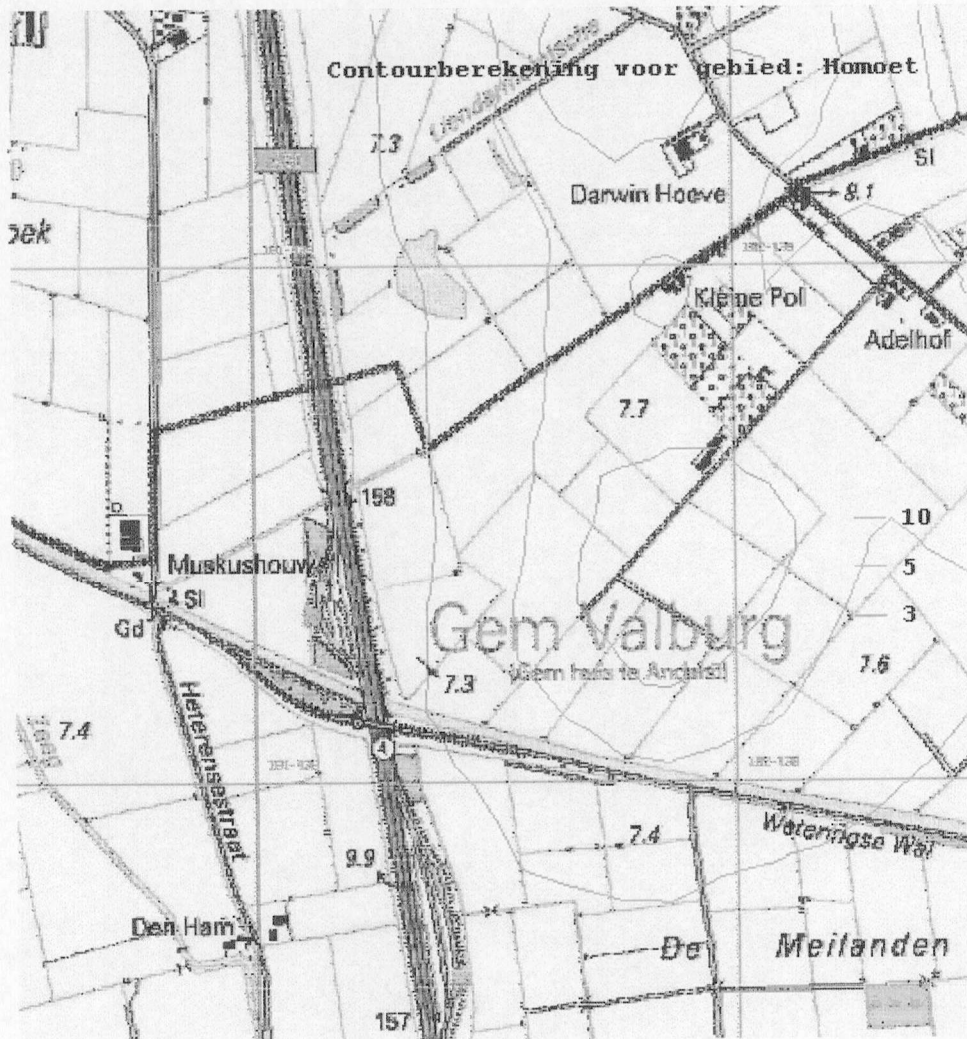 Contourberekening voor gebied: Homoet
7.3
Sl
Darwin Hoeve
8.1
oek
Kleine Pol
Adelhof
7.7
158
10
Muskushouw
5
Sl
3
Gd
Gem Valburg
(Gem huis te Andelst)
7.6
7.3
Heterensestraat
7.4
4
7.4
Weteringse Wal
9.9
Den Ham
De Meilanden
157